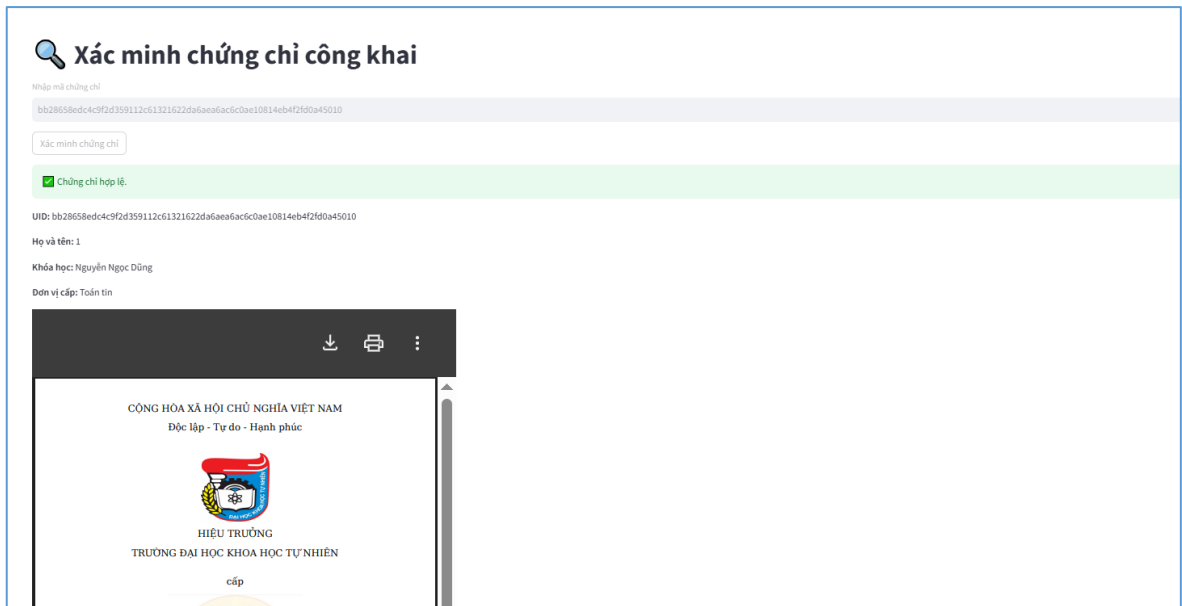 Xác minh chứng chỉ công khai
Nhập mã chứng chỉ
bb28658edc4c9f2d359112c61321622da6aea6ac6c0ae10814eb4f2fd0a45010
Xác minh chứng chỉ
Chứng chỉ hợp lệ.
UID: bb28658edc4c9f2d359112c61321622da6aea6ac6c0ae10814eb4f2fd0a45010
Họ và tên: 1
Khóa học: Nguyễn Ngọc Dũng
Đơn vị cấp: Toán tin
CỘNG HÒA XÃ HỘI CHỦ NGHĨA VIỆT NAM
Độc lập - Tự do - Hạnh phúc
HIỆU TRƯỞNG
TRƯỜNG ĐẠI HỌC KHOA HỌC TỰ NHIÊN
cấp